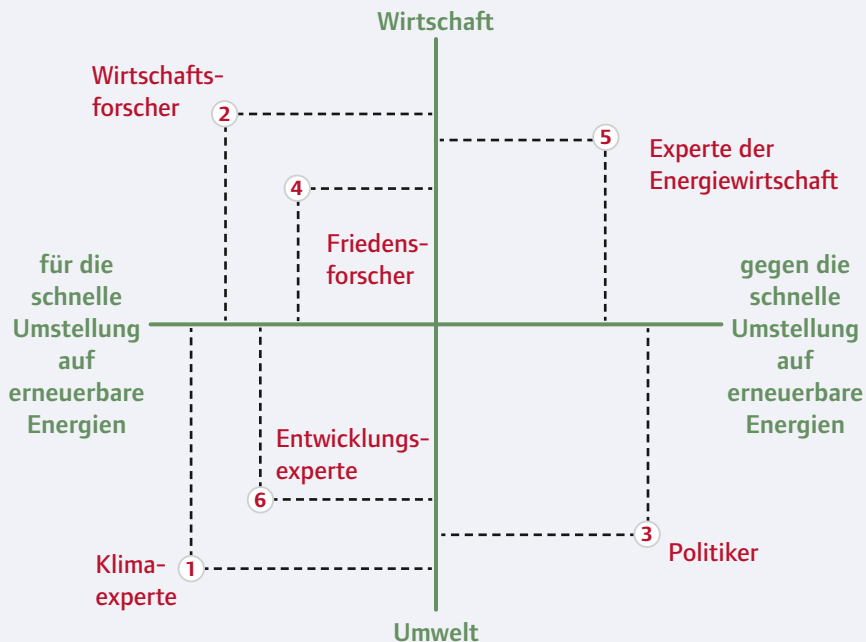 Wirtschaft
Wirtschafts-
forscher
2
5
Experte der
Energiewirtschaft
4
Friedens-
forscher
für die
schnelle
Umstellung
auf
erneuerbare
Energien
gegen die
schnelle
Umstellung
auf
erneuerbare
Energien
Entwicklungs-
experte
6
3
Politiker
Klima-
experte
1
Umwelt